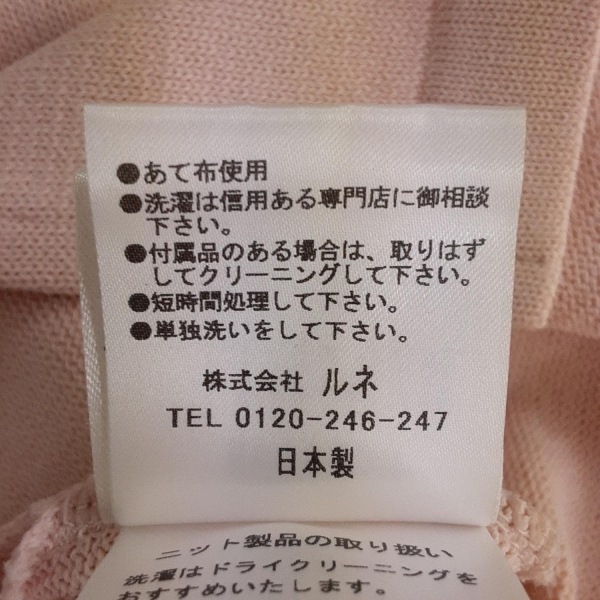 ●あて布使用
●洗濯は信用ある専門店に御相談
下さい。
●付属品のある場合は、取りはず
してクリーニングして下さい。
●短時間処理して下さい。
●単独洗いをして下さい。
株式会社 ルネ
TEL 0120-246-247
日本製
ニット製品の取り扱い
洗濯はドライクリーニングを
おすすめいたします。